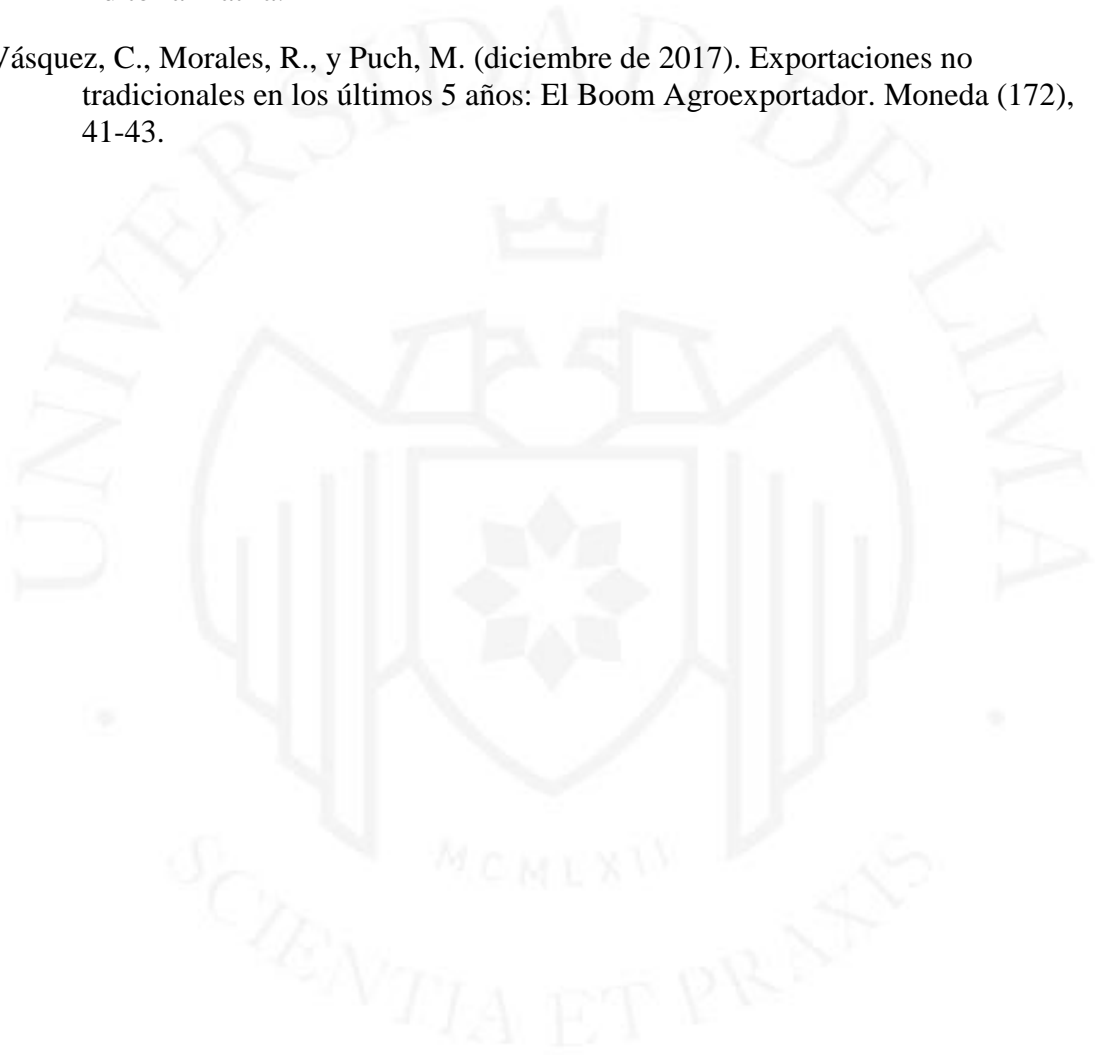 Vásquez, C., Morales, R., y Puch, M. (diciembre de 2017). Exportaciones no
tradicionales en los últimos 5 años: El Boom Agroexportador. Moneda (172),
41-43.
UNIVERSIDAD DE LIMA
MCMLXII
SCIENTIA ET PRAXIS